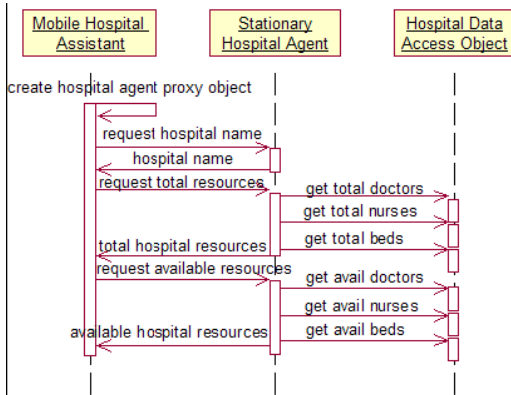 Mobile Hospital
Assistant
Stationary
Hospital Agent
Hospital Data
Access Object
create hospital agent proxy object
request hospital name
hospital name
request total resources
get total doctors
get total nurses
get total beds
total hospital resources
request available resources
get avail doctors
get avail nurses
get avail beds
available hospital resources